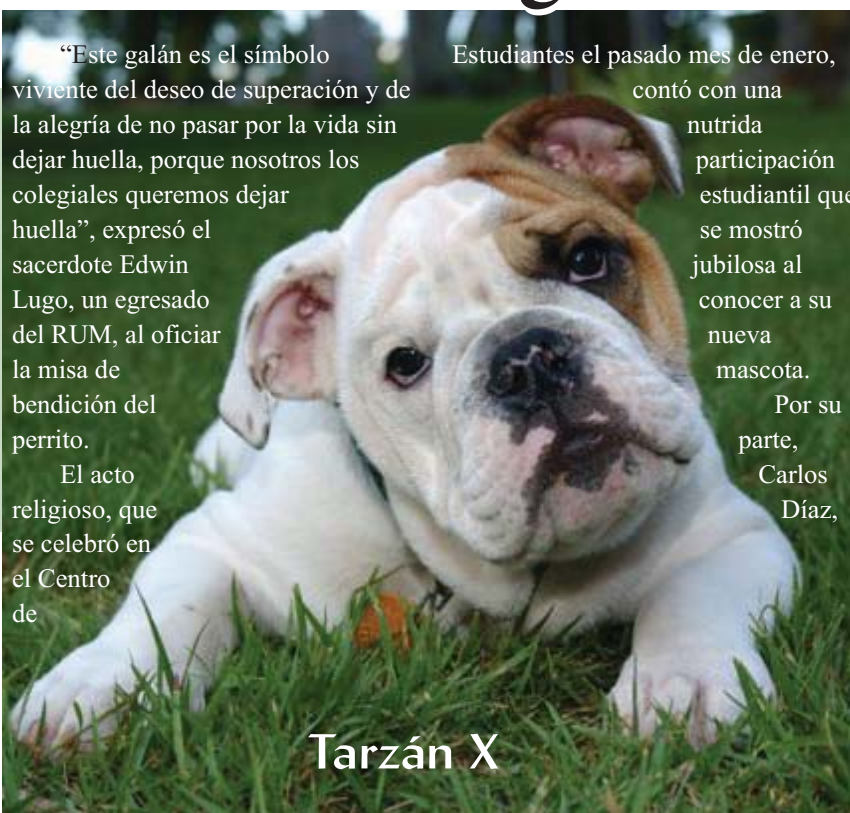 “Este galán es el símbolo
viviente del deseo de superación y de
la alegría de no pasar por la vida sin
dejar huella, porque nosotros los
colegiales queremos dejar
huella”, expresó el
sacerdote Edwin
Lugo, un egresado
del RUM, al oficiar
la misa de
bendición del
perrito.
El acto
religioso, que
se celebró en
el Centro
de
Estudiantes el pasado mes de enero,
contó con una
nutrida
participación
estudiantil que
se mostró
jubilosa al
conocer a su
nueva
mascota.
Por su
parte,
Carlos
Díaz,
Tarzán X